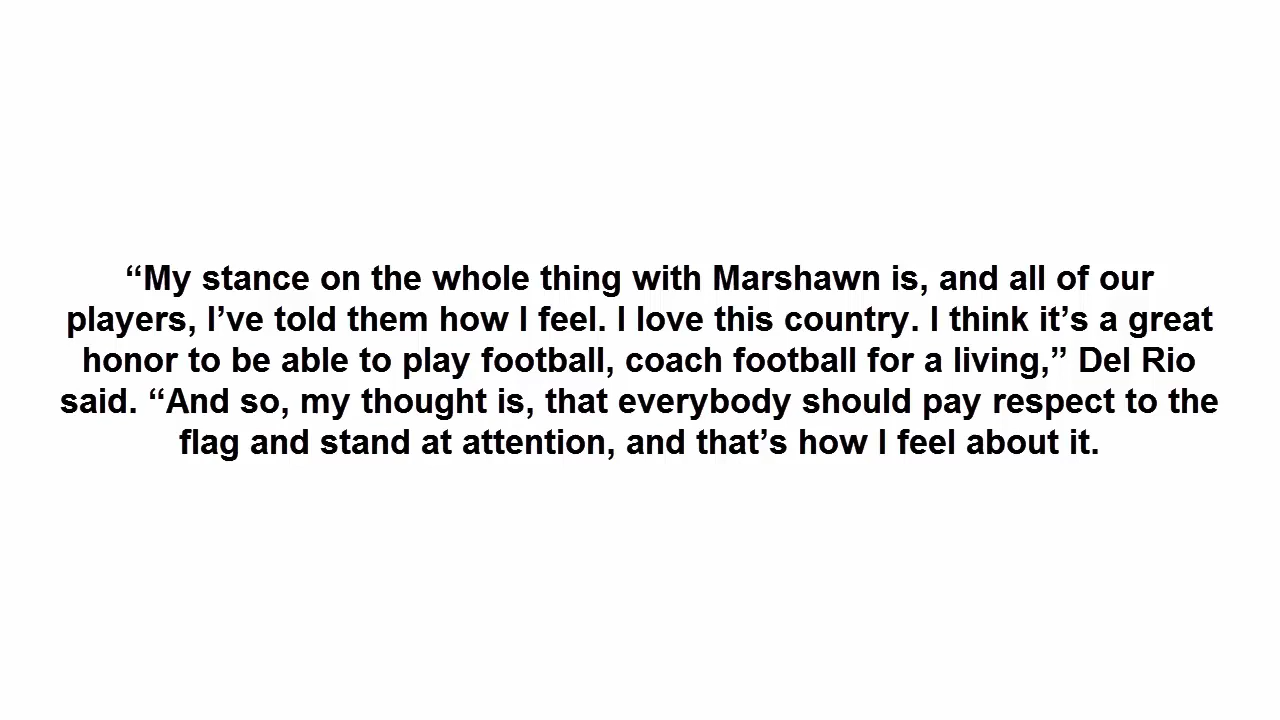 “My stance on the whole thing with Marshawn is, and all of our
players, I’ve told them how I feel. I love this country. I think it’s a great
honor to be able to play football, coach football for a living,” Del Rio
said. “And so, my thought is, that everybody should pay respect to the
flag and stand at attention, and that’s how I feel about it.